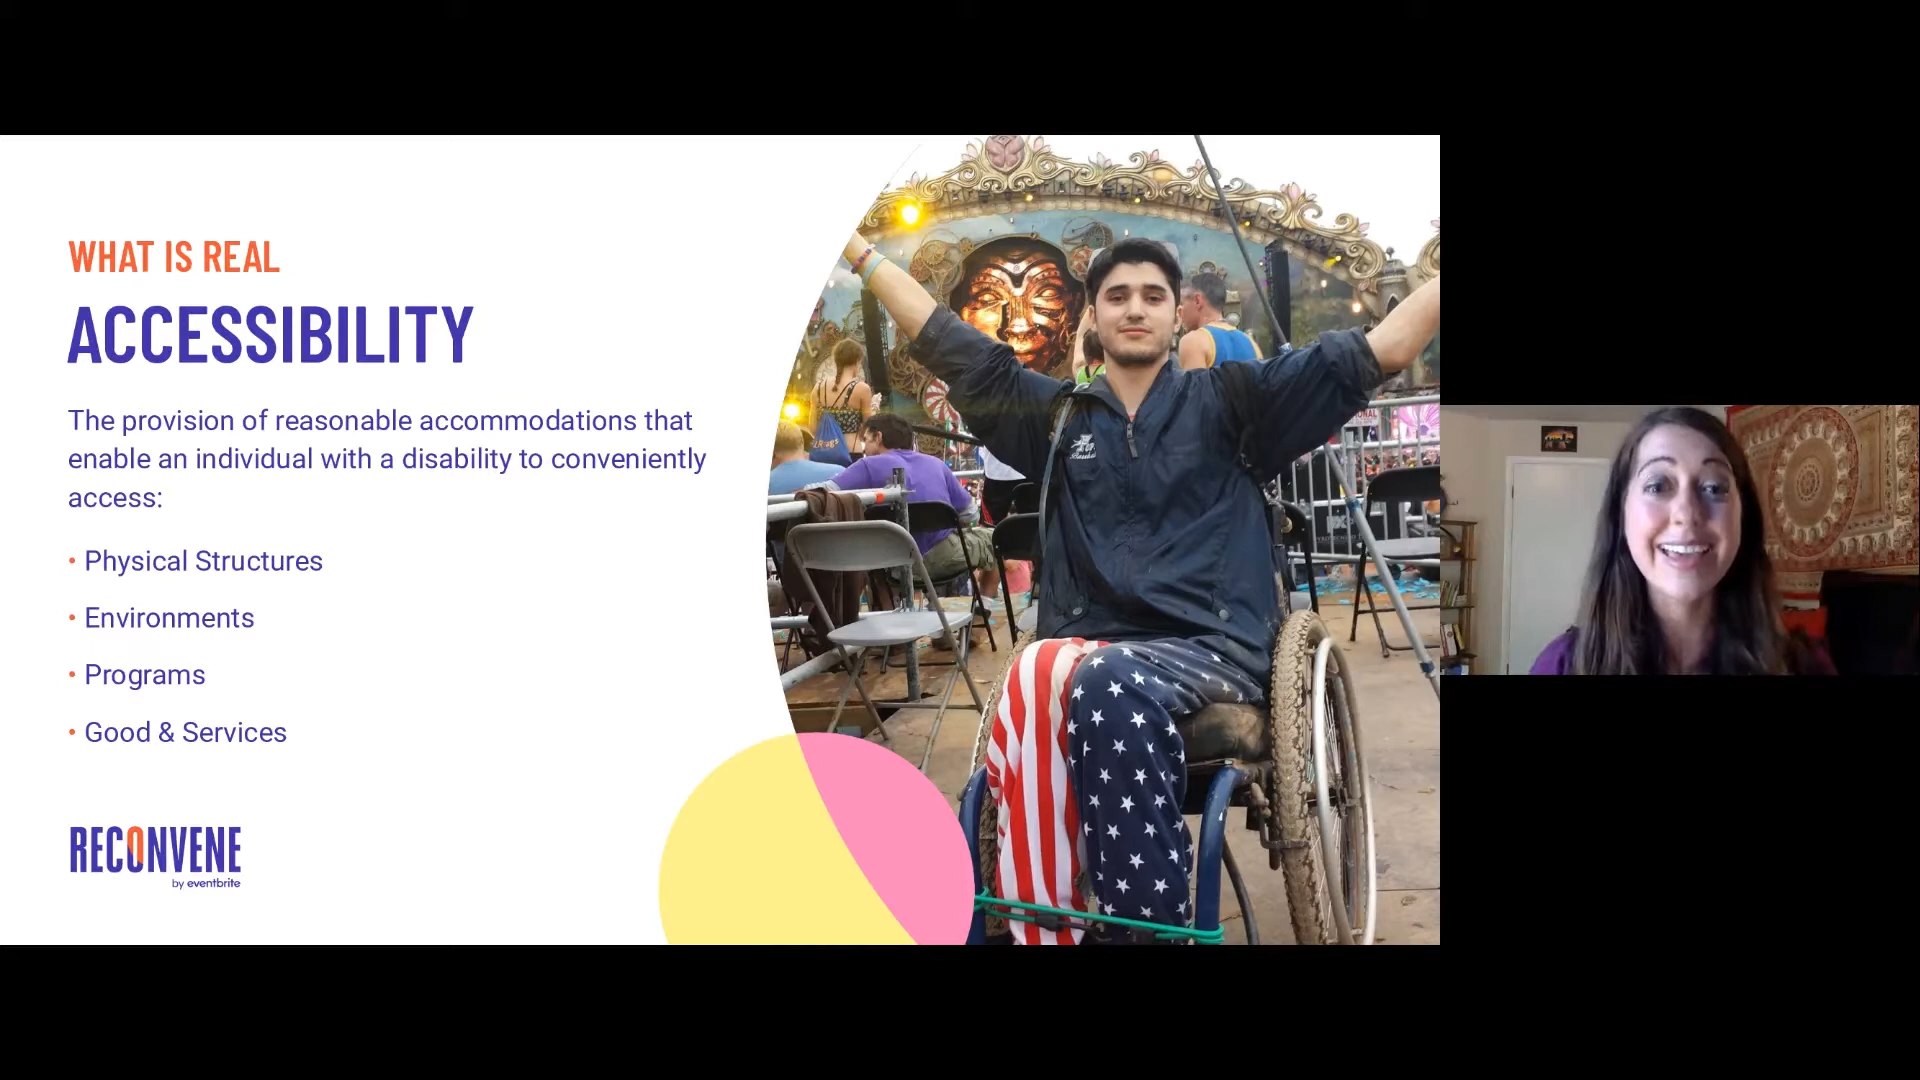 WHAT IS REAL
ACCESSIBILITY
The provision of reasonable accommodations that
enable an individual with a disability to conveniently
access:
• Physical Structures
• Environments
• Programs
• Good & Services
RECONVENE
by eventbrite